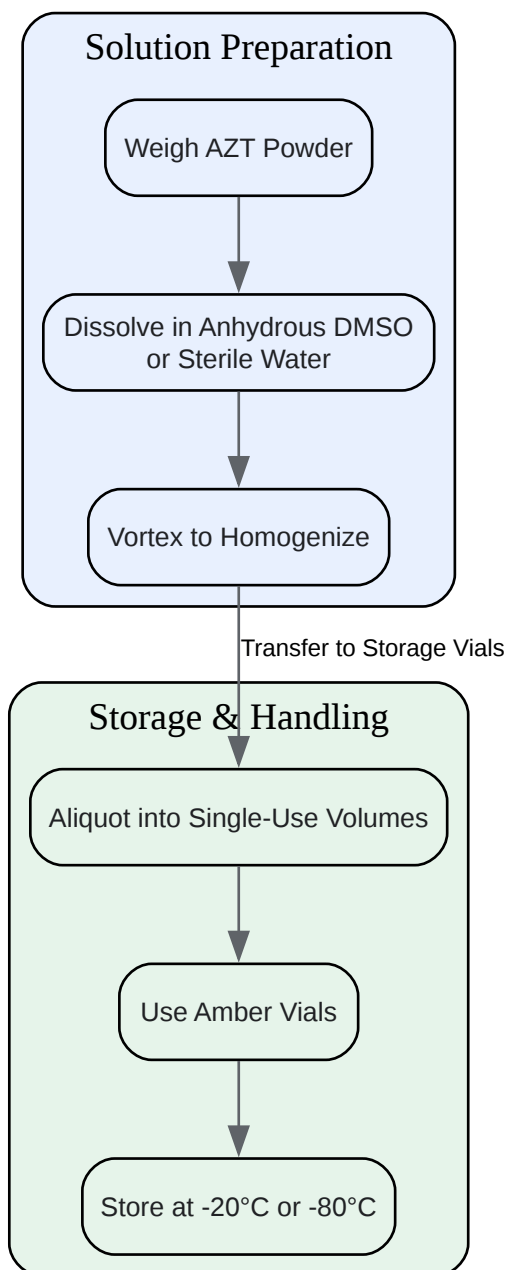 Solution Preparation
Weigh AZT Powder
Dissolve in Anhydrous DMSO
or Sterile Water
Vortex to Homogenize
Transfer to Storage Vials
Storage & Handling
Aliquot into Single-Use Volumes
Use Amber Vials
Store at -20°C or -80°C